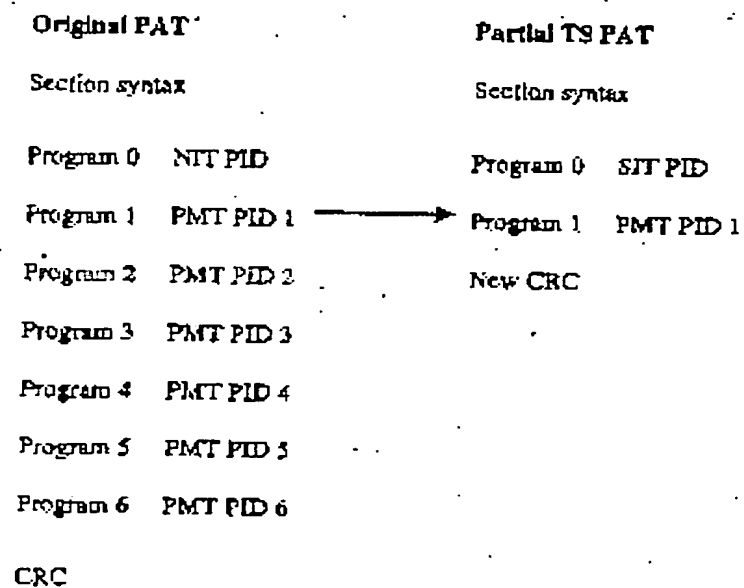 Original PAT
Section syntax
Program 0 NIT PID
Program 1 PMT PID 1
Program 2 PMT PID 2
Program 3 PMT PID 3
Program 4 PMT PID 4
Program 5 PMT PID 5
Program 6 PMT PID 6
CRC
Partial TS PAT
Section syntax
Program 0 SIT PID
Program 1 PMT PID 1
New CRC